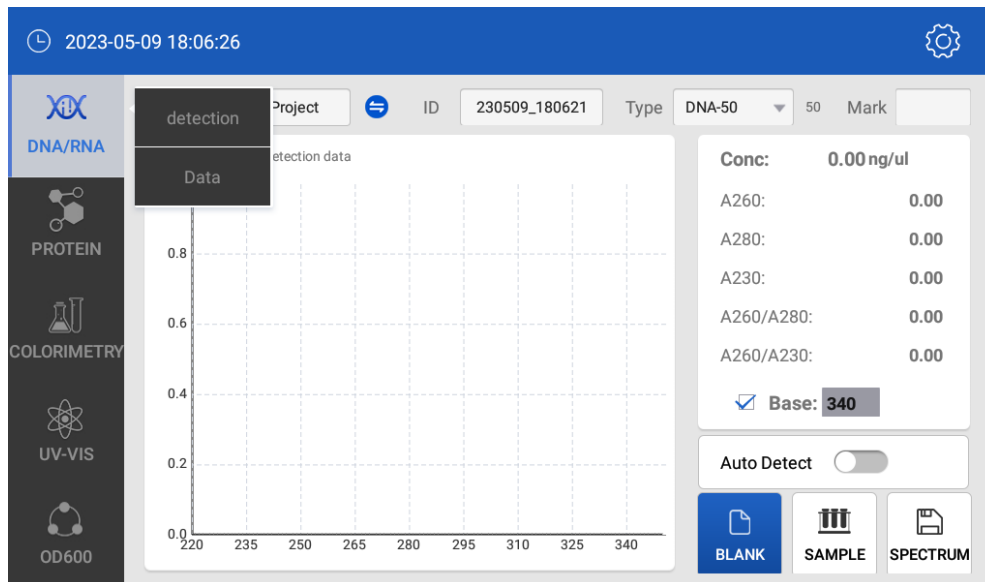 2023-05-09 18:06:26
DNA/RNA
PROTEIN
COLORIMETRY
UV-VIS
OD600
detection
Data
Project
ID 230509_180621
Type DNA-50 50
Mark
etection data
0.8
0.6
0.4
0.2
0.0
220 235 250 265 280 295 310 325 340
Conc: 0.00 ng/ul
A260: 0.00
A280: 0.00
A230: 0.00
A260/A280: 0.00
A260/A230: 0.00
Base: 340
Auto Detect
BLANK
SAMPLE
SPECTRUM